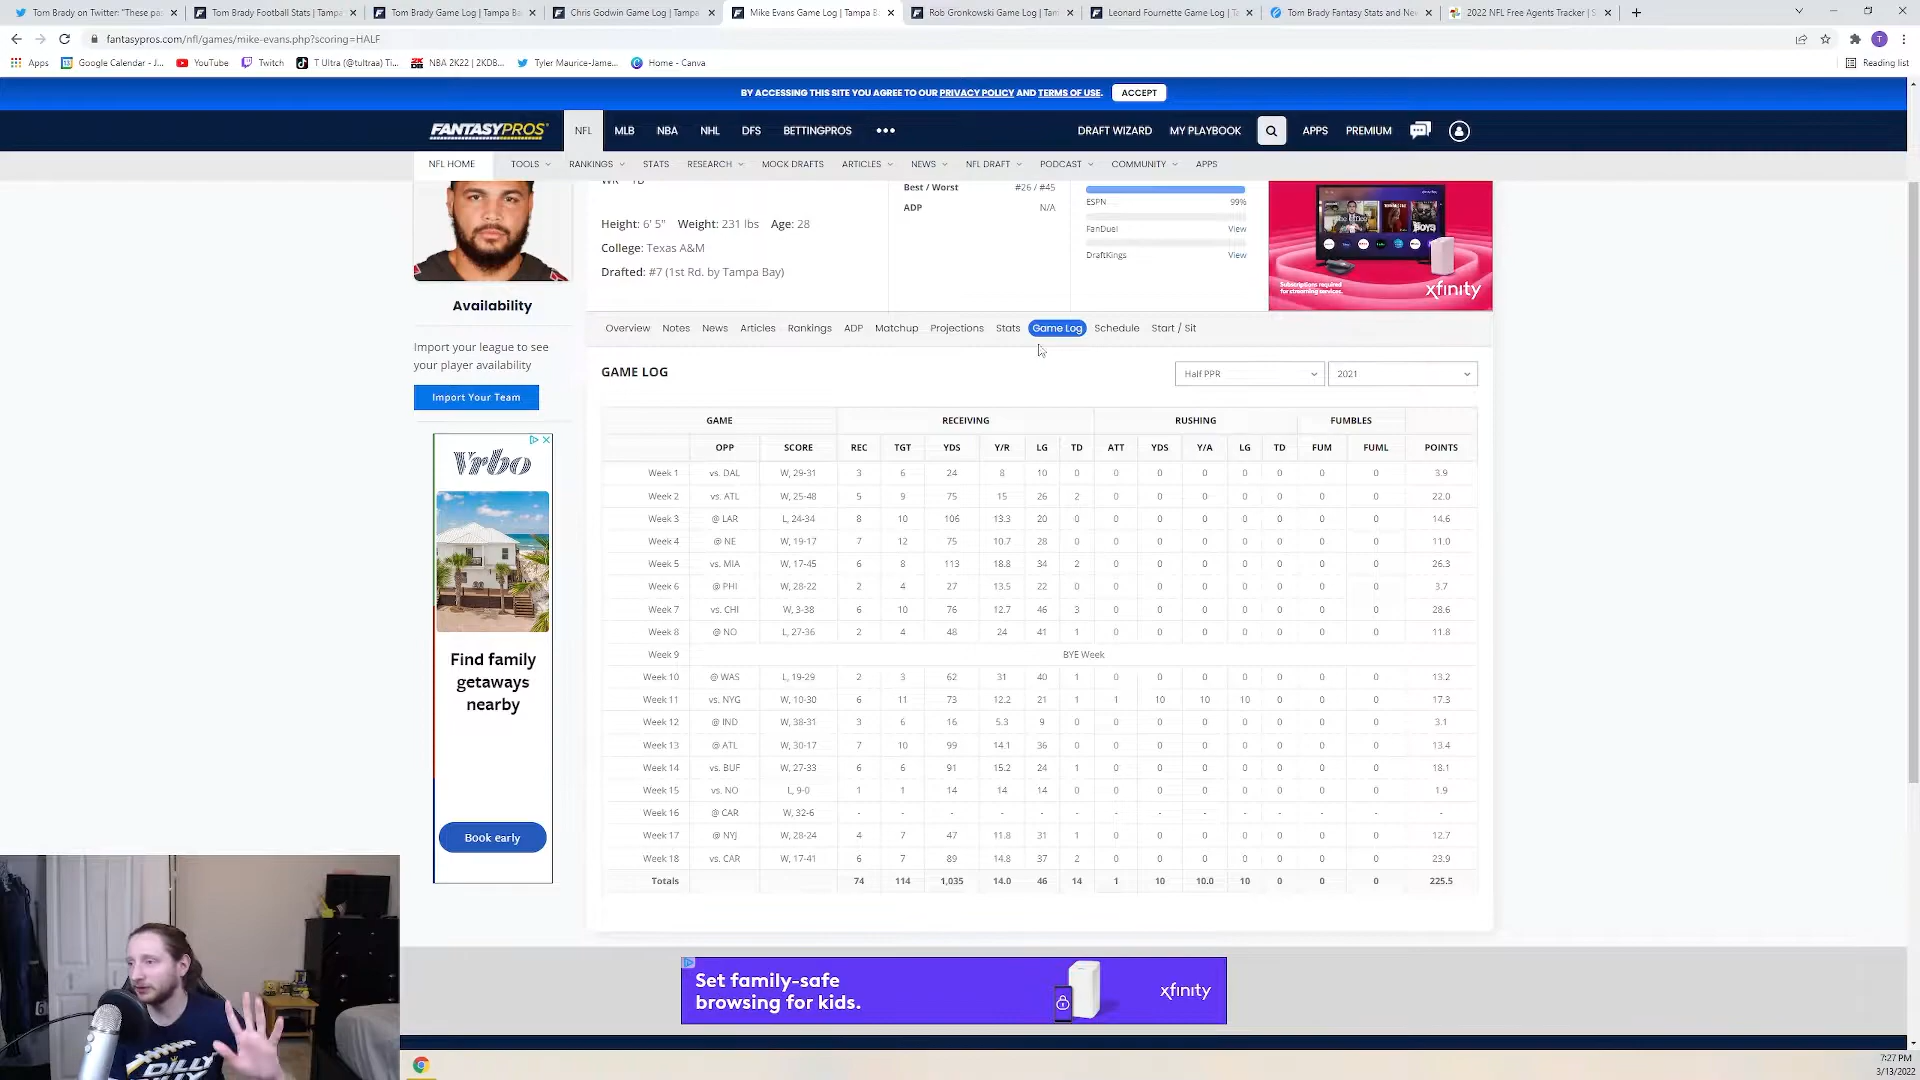 Tom Brady on Twitter: "These pa
Tom Brady Football Stats | Tampa
Tom Brady Game Log | Tampa Ba
Chris Godwin Game Log | Tampa
Mike Evans Game Log | Tampa B
Rob Gronkowski Game Log | Tam
Leonard Fournette Game Log | Ta
Tom Brady Fantasy Stats and Ne
2022 NFL Free Agents Tracker | S
fantasypros.com/nfl/games/mike-evans.php?scoring=HALF
T
Apps Google Calendar - J... YouTube Twitch T Ultra (@tultraa) Ti... NBA 2K22 | 2KDB... Tyler Maurice-Jame... Home - Canva Reading list
BY ACCESSING THIS SITE YOU AGREE TO OUR PRIVACY POLICY AND TERMS OF USE. ACCEPT
FANTASYPROS NFL MLB NBA NHL DFS BETTINGPROS ••• DRAFT WIZARD MY PLAYBOOK APPS PREMIUM
NFL HOME TOOLS RANKINGS STATS RESEARCH MOCK DRAFTS ARTICLES NEWS NFL DRAFT PODCAST COMMUNITY APPS
WR - TB
Height: 6' 5" Weight: 231 lbs Age: 28
College: Texas A&M
Drafted: #7 (1st Rd. by Tampa Bay)
Best / Worst #26 / #45
ADP N/A
ESPN 99%
FanDuel View
DraftKings View
Subscriptions required
for streaming services.
xfinity
Availability
Import your league to see
your player availability
Import Your Team
Overview Notes News Articles Rankings ADP Matchup Projections Stats Game Log Schedule Start / Sit
GAME LOG
Half PPR 2021
GAME RECEIVING RUSHING FUMBLES
OPP SCORE REC TGT YDS Y/R LG TD ATT YDS Y/A LG TD FUM FUML POINTS
Week 1 vs. DAL W, 29-31 3 6 24 8 10 0 0 0 0 0 0 0 0 3.9
Week 2 vs. ATL W, 25-48 5 9 75 15 26 2 0 0 0 0 0 0 0 22.0
Week 3 @ LAR L, 24-34 8 10 106 13.3 20 0 0 0 0 0 0 0 0 14.6
Week 4 @ NE W, 19-17 7 12 75 10.7 28 0 0 0 0 0 0 0 0 11.0
Week 5 vs. MIA W, 17-45 6 8 113 18.8 34 2 0 0 0 0 0 0 0 26.3
Week 6 @ PHI W, 28-22 2 4 27 13.5 22 0 0 0 0 0 0 0 0 3.7
Week 7 vs. CHI W, 3-38 6 10 76 12.7 46 3 0 0 0 0 0 0 0 28.6
Week 8 @ NO L, 27-36 2 4 48 24 41 1 0 0 0 0 0 0 0 11.8
Week 9 BYE Week
Week 10 @ WAS L, 19-29 2 3 62 31 40 1 0 0 0 0 0 0 0 13.2
Week 11 vs. NYG W, 10-30 6 11 73 12.2 21 1 1 10 10 10 0 0 0 17.3
Week 12 @ IND W, 38-31 3 6 16 5.3 9 0 0 0 0 0 0 0 0 3.1
Week 13 @ ATL W, 30-17 7 10 99 14.1 36 0 0 0 0 0 0 0 0 13.4
Week 14 vs. BUF W, 27-33 6 6 91 15.2 24 1 0 0 0 0 0 0 0 18.1
Week 15 vs. NO L, 9-0 1 1 14 14 14 0 0 0 0 0 0 0 0 1.9
Week 16 @ CAR W, 32-6 - - - - - - - - - - - - - -
Week 17 @ NYJ W, 28-24 4 7 47 11.8 31 1 0 0 0 0 0 0 0 12.7
Week 18 vs. CAR W, 17-41 6 7 89 14.8 37 2 0 0 0 0 0 0 0 23.9
Totals 74 114 1,035 14.0 46 14 1 10 10.0 10 0 0 0 225.5
Vrbo
Find family
getaways
nearby
Book early
Set family-safe
browsing for kids.
xfinity
DILLY
7:27 PM
3/13/2022